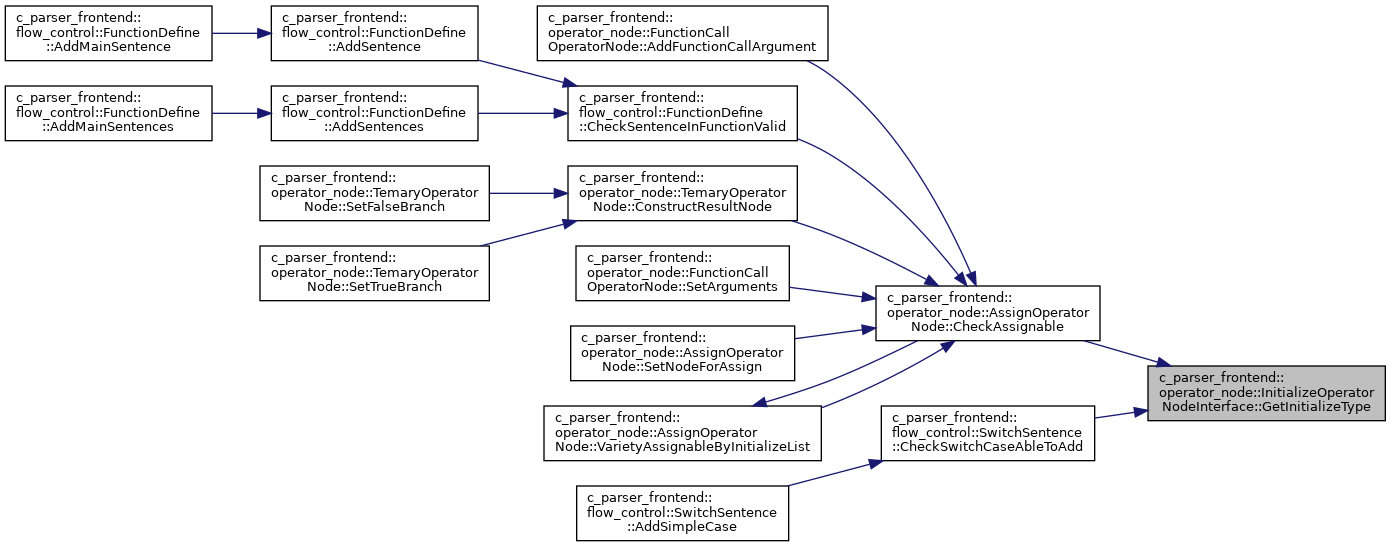 c_parser_frontend::
flow_control::FunctionDefine
::AddMainSentence
c_parser_frontend::
flow_control::FunctionDefine
::AddSentence
c_parser_frontend::
operator_node::FunctionCall
OperatorNode::AddFunctionCallArgument
c_parser_frontend::
flow_control::FunctionDefine
::AddMainSentences
c_parser_frontend::
flow_control::FunctionDefine
::AddSentences
c_parser_frontend::
flow_control::FunctionDefine
::CheckSentenceInFunctionValid
c_parser_frontend::
operator_node::TemaryOperator
Node::SetFalseBranch
c_parser_frontend::
operator_node::TemaryOperator
Node::ConstructResultNode
c_parser_frontend::
operator_node::TemaryOperator
Node::SetTrueBranch
c_parser_frontend::
operator_node::FunctionCall
OperatorNode::SetArguments
c_parser_frontend::
operator_node::AssignOperator
Node::CheckAssignable
c_parser_frontend::
operator_node::AssignOperator
Node::SetNodeForAssign
c_parser_frontend::
operator_node::InitializeOperator
NodeInterface::GetInitializeType
c_parser_frontend::
operator_node::AssignOperator
Node::VarietyAssignableByInitializeList
c_parser_frontend::
flow_control::SwitchSentence
::CheckSwitchCaseAbleToAdd
c_parser_frontend::
flow_control::SwitchSentence
::AddSimpleCase